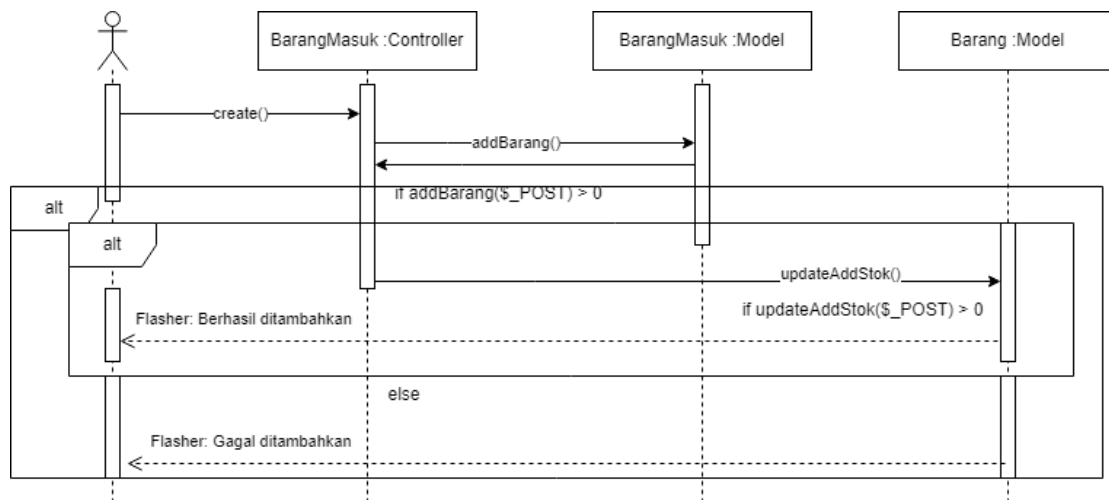 BarangMasuk :Controller
BarangMasuk :Model
Barang :Model
create()
addBarang()
if addBarang($_POST) > 0
alt
alt
updateAddStok()
if updateAddStok($_POST) > 0
Flasher: Berhasil ditambahkan
else
Flasher: Gagal ditambahkan